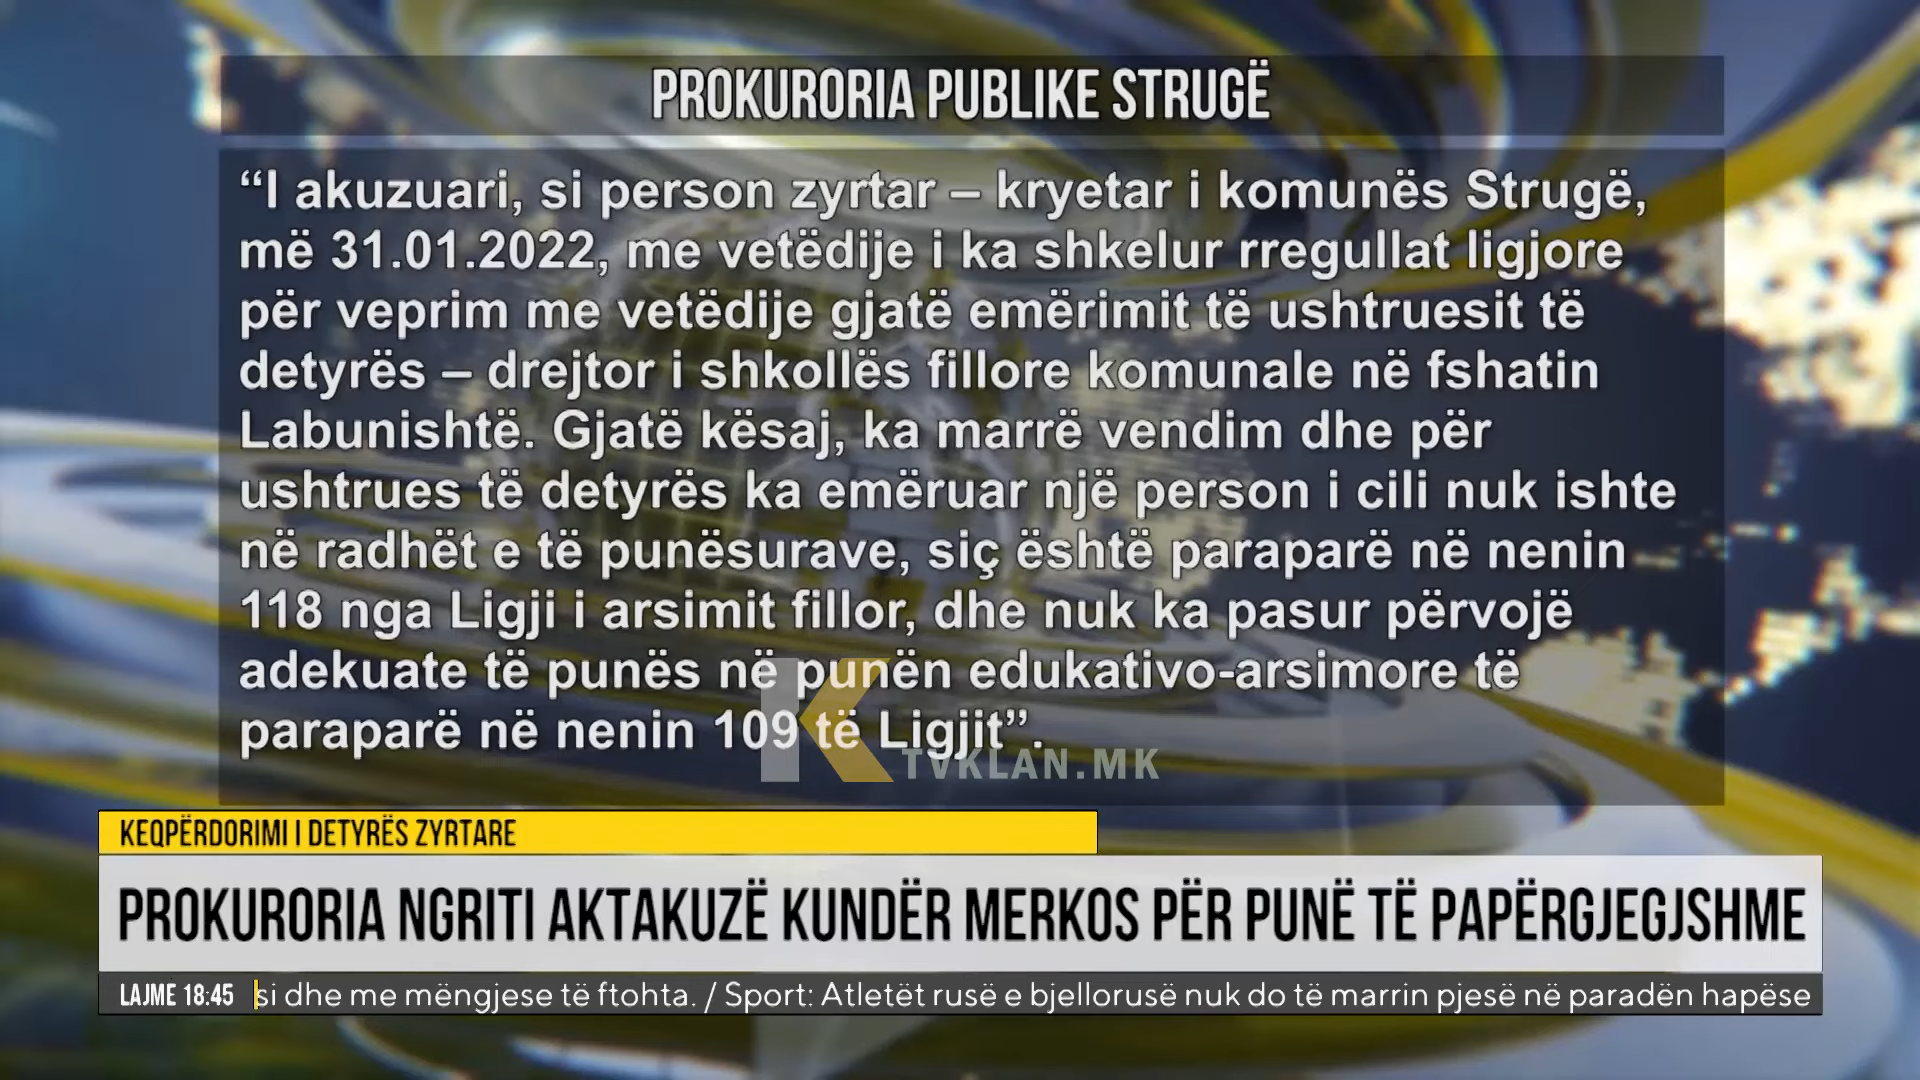 PROKURORIA PUBLIKE STRUGË
“I akuzuari, si person zyrtar – kryetar i komunës Strugë,
më 31.01.2022, me vetëdije i ka shkelur rregullat ligjore
për veprim me vetëdije gjatë emërimit të ushtruesit të
detyrës – drejtor i shkollës fillore komunale në fshatin
Labunishtë. Gjatë kësaj, ka marrë vendim dhe për
ushtrues të detyrës ka emëruar një person i cili nuk ishte
në radhët e të punësurave, siç është paraparë në nenin
118 nga Ligji i arsimit fillor, dhe nuk ka pasur përvojë
adekuate të punës në punën edukativo-arsimore të
paraparë në nenin 109 të Ligjit”.
K TVKLAN.MK
KEQPËRDORIMI I DETYRËS ZYRTARE
PROKURORIA NGRITI AKTAKUZË KUNDËR MERKOS PËR PUNË TË PAPËRGJEGJSHME
LAJME 18:45 si dhe me mëngjese të ftohta. / Sport: Atletët rusë e bjellorusë nuk do të marrin pjesë në paradën hapëse